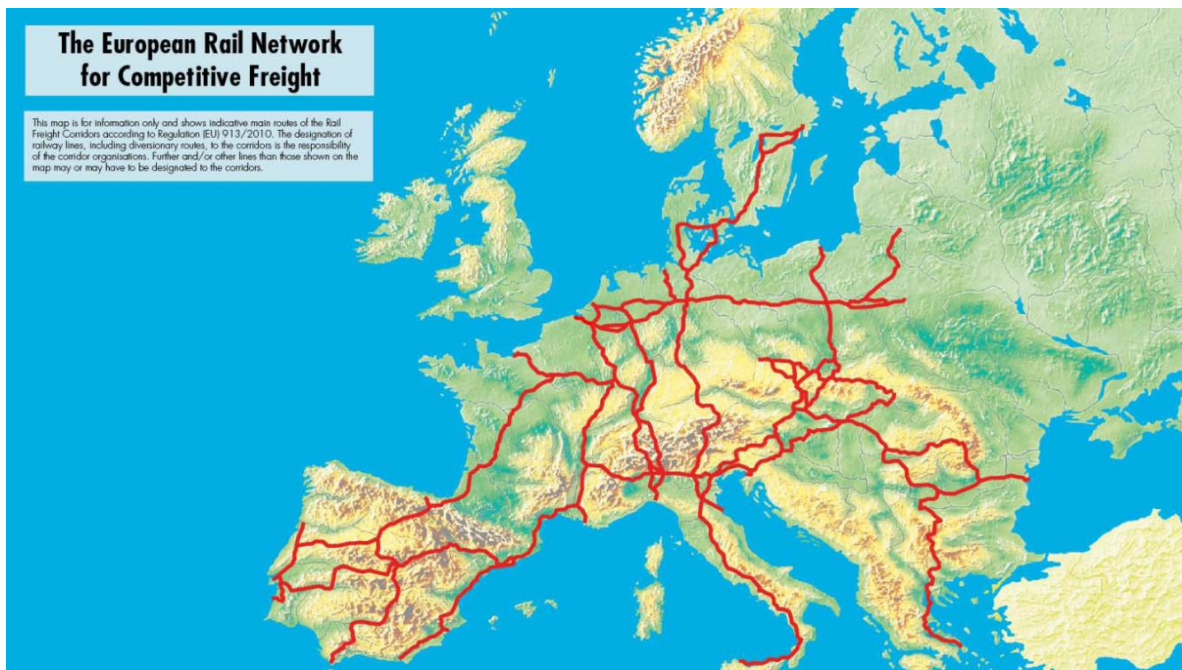 The European Rail Network
for Competitive Freight
This map is for information only and shows indicative main routes of the Rail
Freight Corridors according to Regulation (EU) 913/2010. The designation of
railway lines, including diversionary routes, to the corridors is the responsibility
of the corridor organisations. Further and/or other lines than those shown on the
map may or may have to be designated to the corridors.